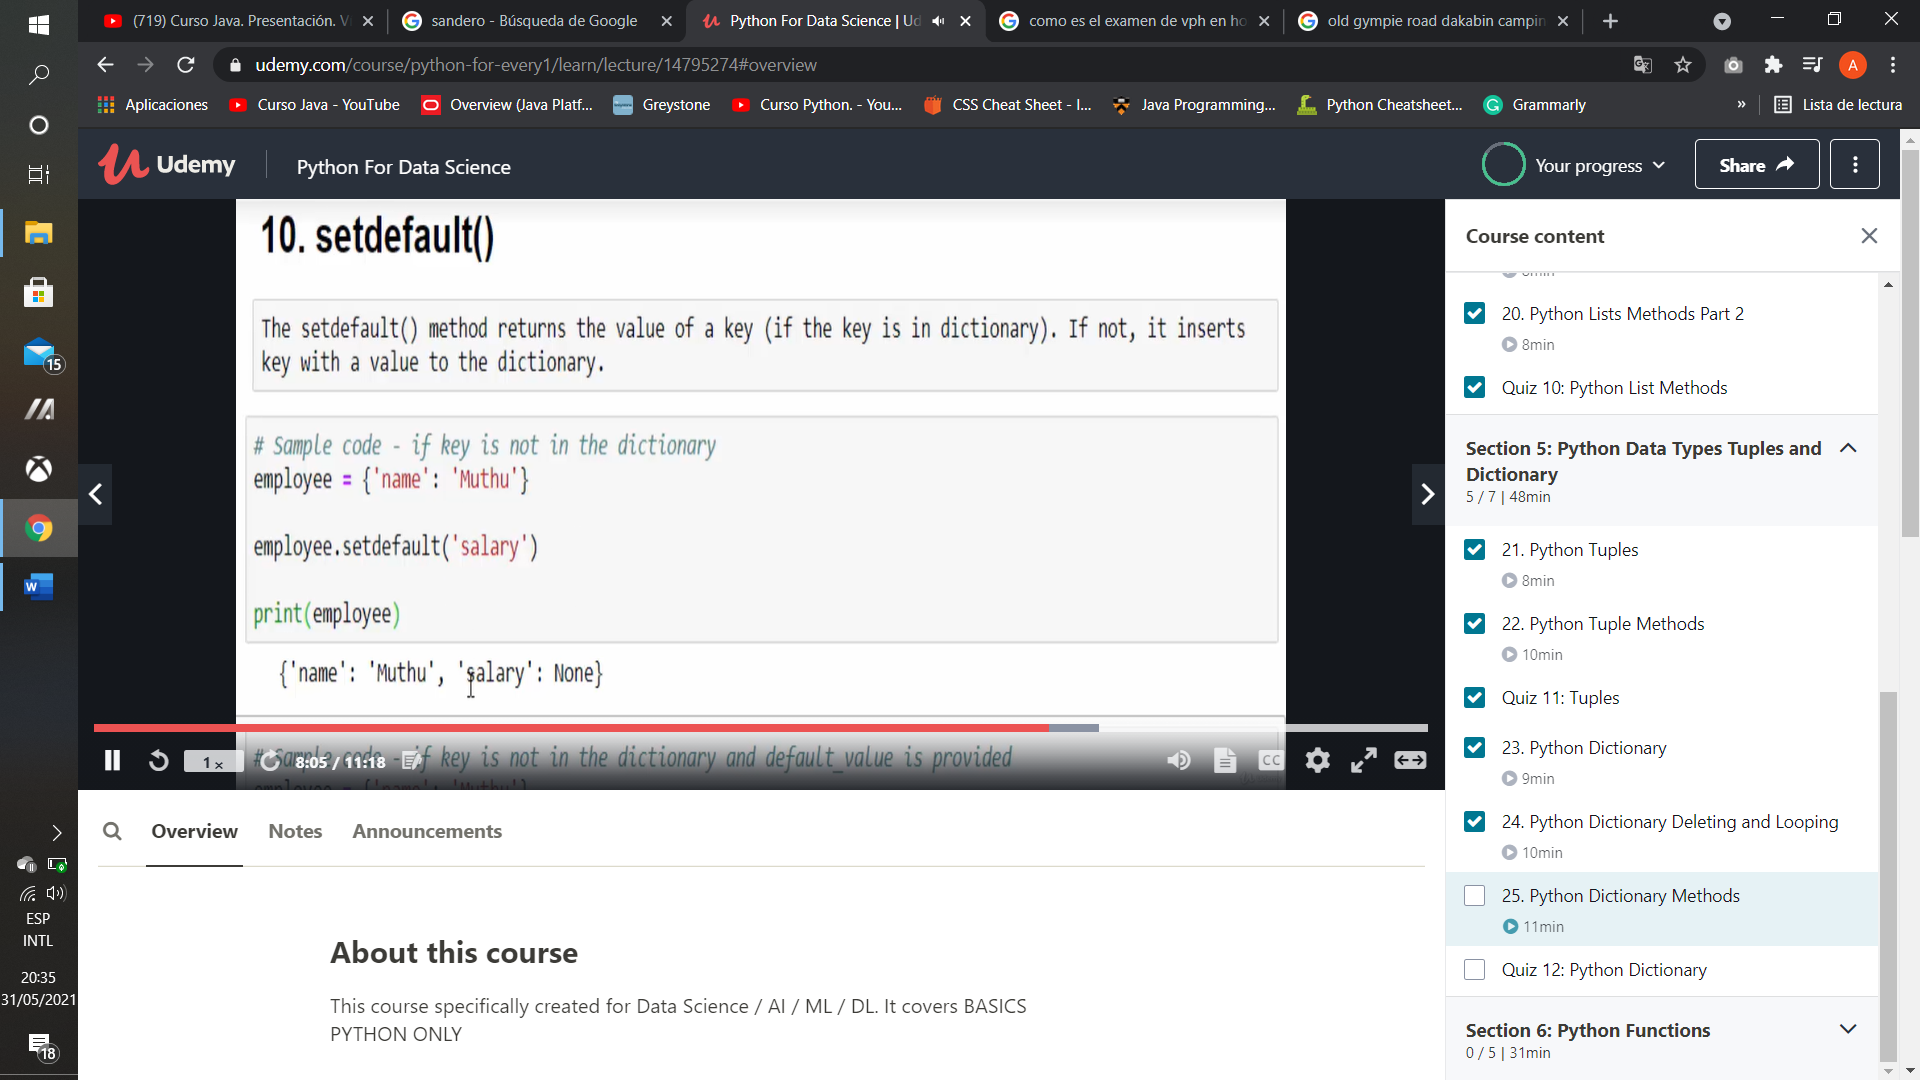 (719) Curso Java. Presentación. V
sandero - Búsqueda de Google
Python For Data Science | Ud
como es el examen de vph en ho
old gympie road dakabin campin
udemy.com/course/python-for-every1/learn/lecture/14795274#overview
A
Aplicaciones
Curso Java - YouTube
Overview (Java Platf...
Greystone
Curso Python. - You...
CSS Cheat Sheet - I...
Java Programming...
Python Cheatsheet...
Grammarly
»
Lista de lectura
Udemy
Python For Data Science
Your progress
Share
10. setdefault()
The setdefault() method returns the value of a key (if the key is in dictionary). If not, it inserts
key with a value to the dictionary.
# Sample code - if key is not in the dictionary
employee = {'name': 'Muthu'}
employee.setdefault('salary')
print(employee)
{'name': 'Muthu', 'salary': None}
# Sample code - if key is not in the dictionary and default_value is provided
employee = {'name': 'Muthu'}
1x
8:05 / 11:18
CC
Overview
Notes
Announcements
About this course
This course specifically created for Data Science / AI / ML / DL. It covers BASICS
PYTHON ONLY
Course content
8min
20. Python Lists Methods Part 2
8min
Quiz 10: Python List Methods
Section 5: Python Data Types Tuples and
Dictionary
5 / 7 | 48min
21. Python Tuples
8min
22. Python Tuple Methods
10min
Quiz 11: Tuples
23. Python Dictionary
9min
24. Python Dictionary Deleting and Looping
10min
25. Python Dictionary Methods
11min
Quiz 12: Python Dictionary
Section 6: Python Functions
0 / 5 | 31min
15
W
ESP
INTL
20:35
31/05/2021
18